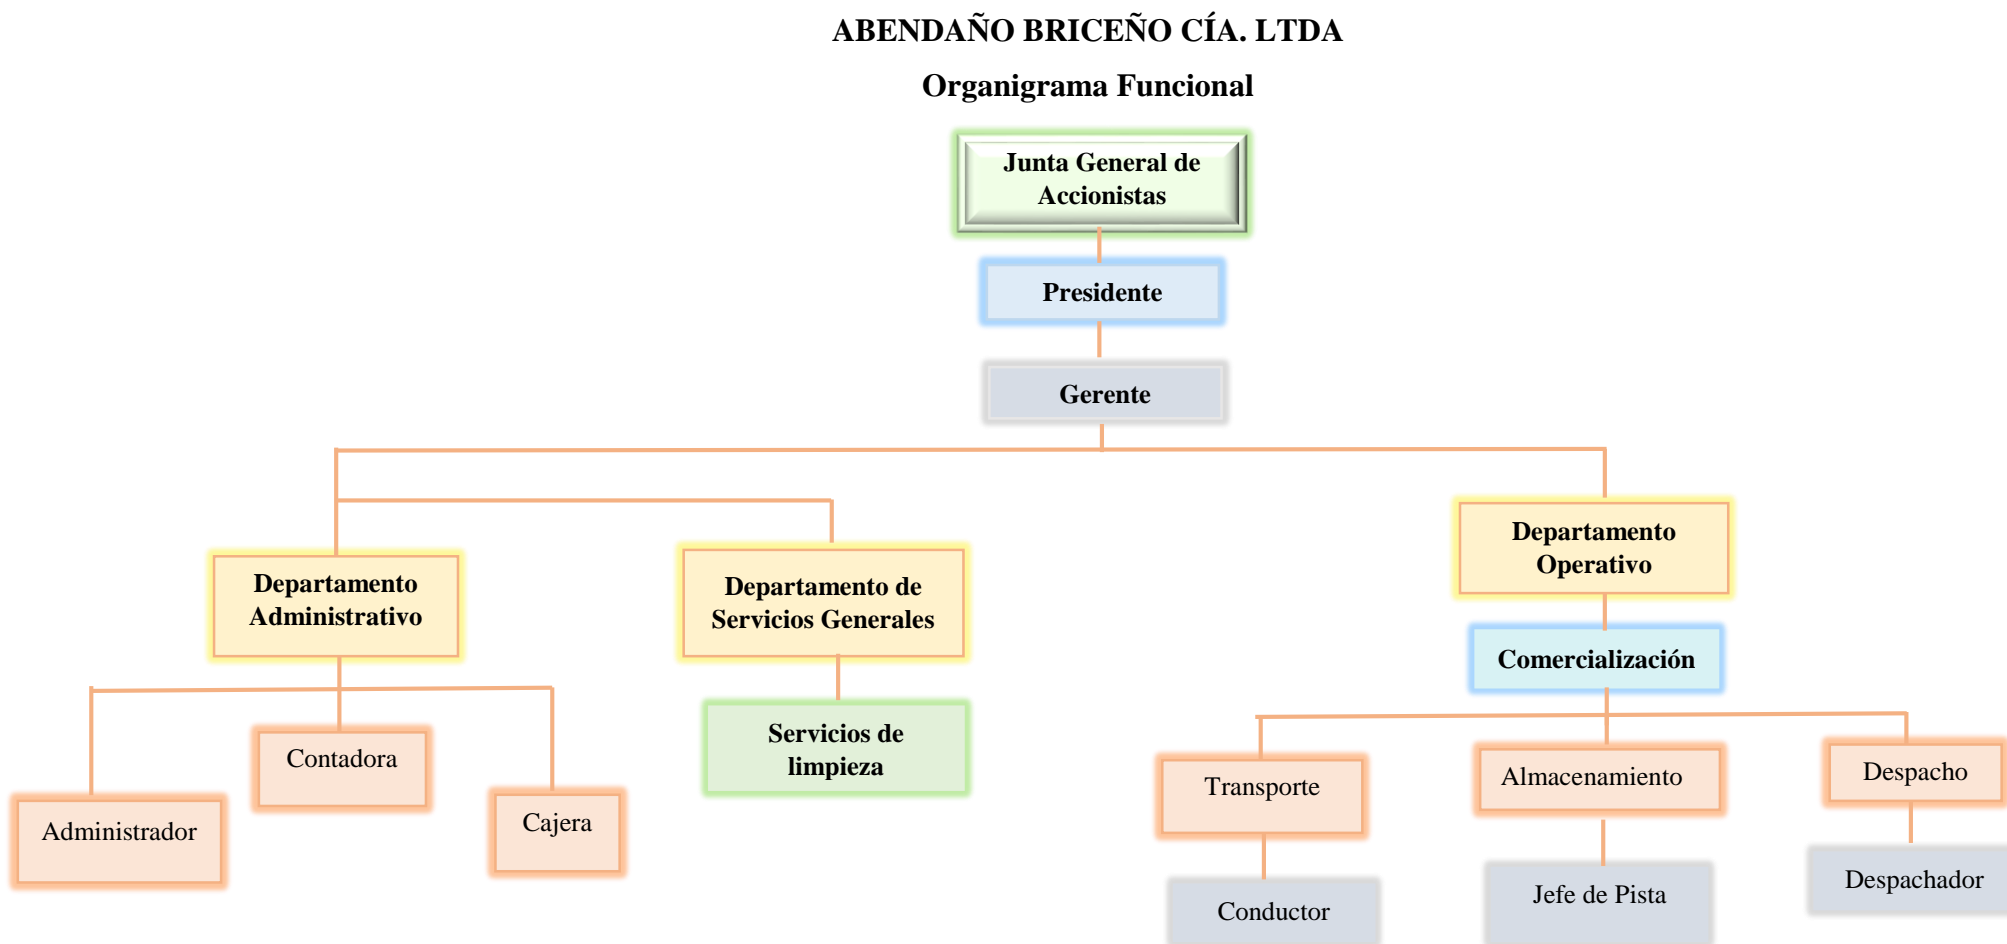 ABENDAÑO BRICEÑO CÍA. LTDA
Organigrama Funcional
Junta General de
Accionistas
Presidente
Gerente
Departamento
Administrativo
Departamento de
Servicios Generales
Departamento
Operativo
Comercialización
Administrador
Contadora
Cajera
Servicios de
limpieza
Transporte
Almacenamiento
Despacho
Conductor
Jefe de Pista
Despachador